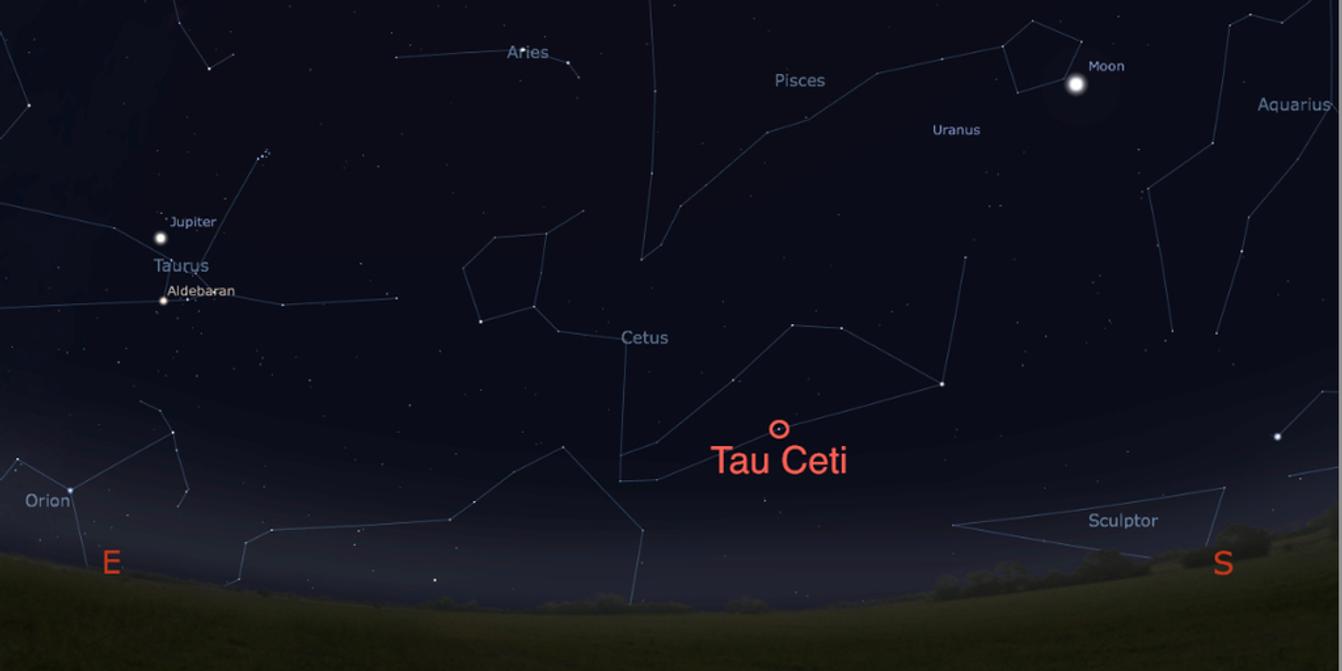 Aries
Moon
Pisces
Aquarius
Uranus
Jupiter
Taurus
Aldebaran
Cetus
Tau Ceti
Orion
Sculptor
E
S